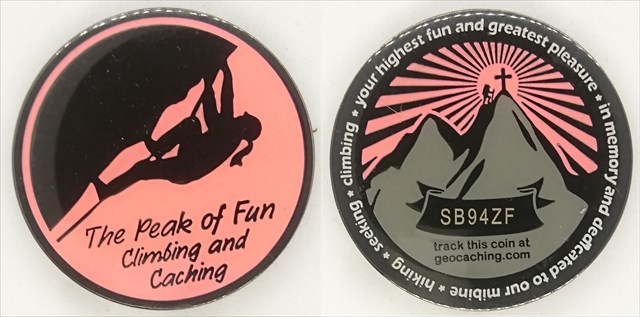 The Peak of Fun
Climbing and
Caching
your highest fun and greatest pleasure * in memory and dedicated to our mibine * hiking * seeking * climbing *
SB94ZF
track this coin at
geocaching.com